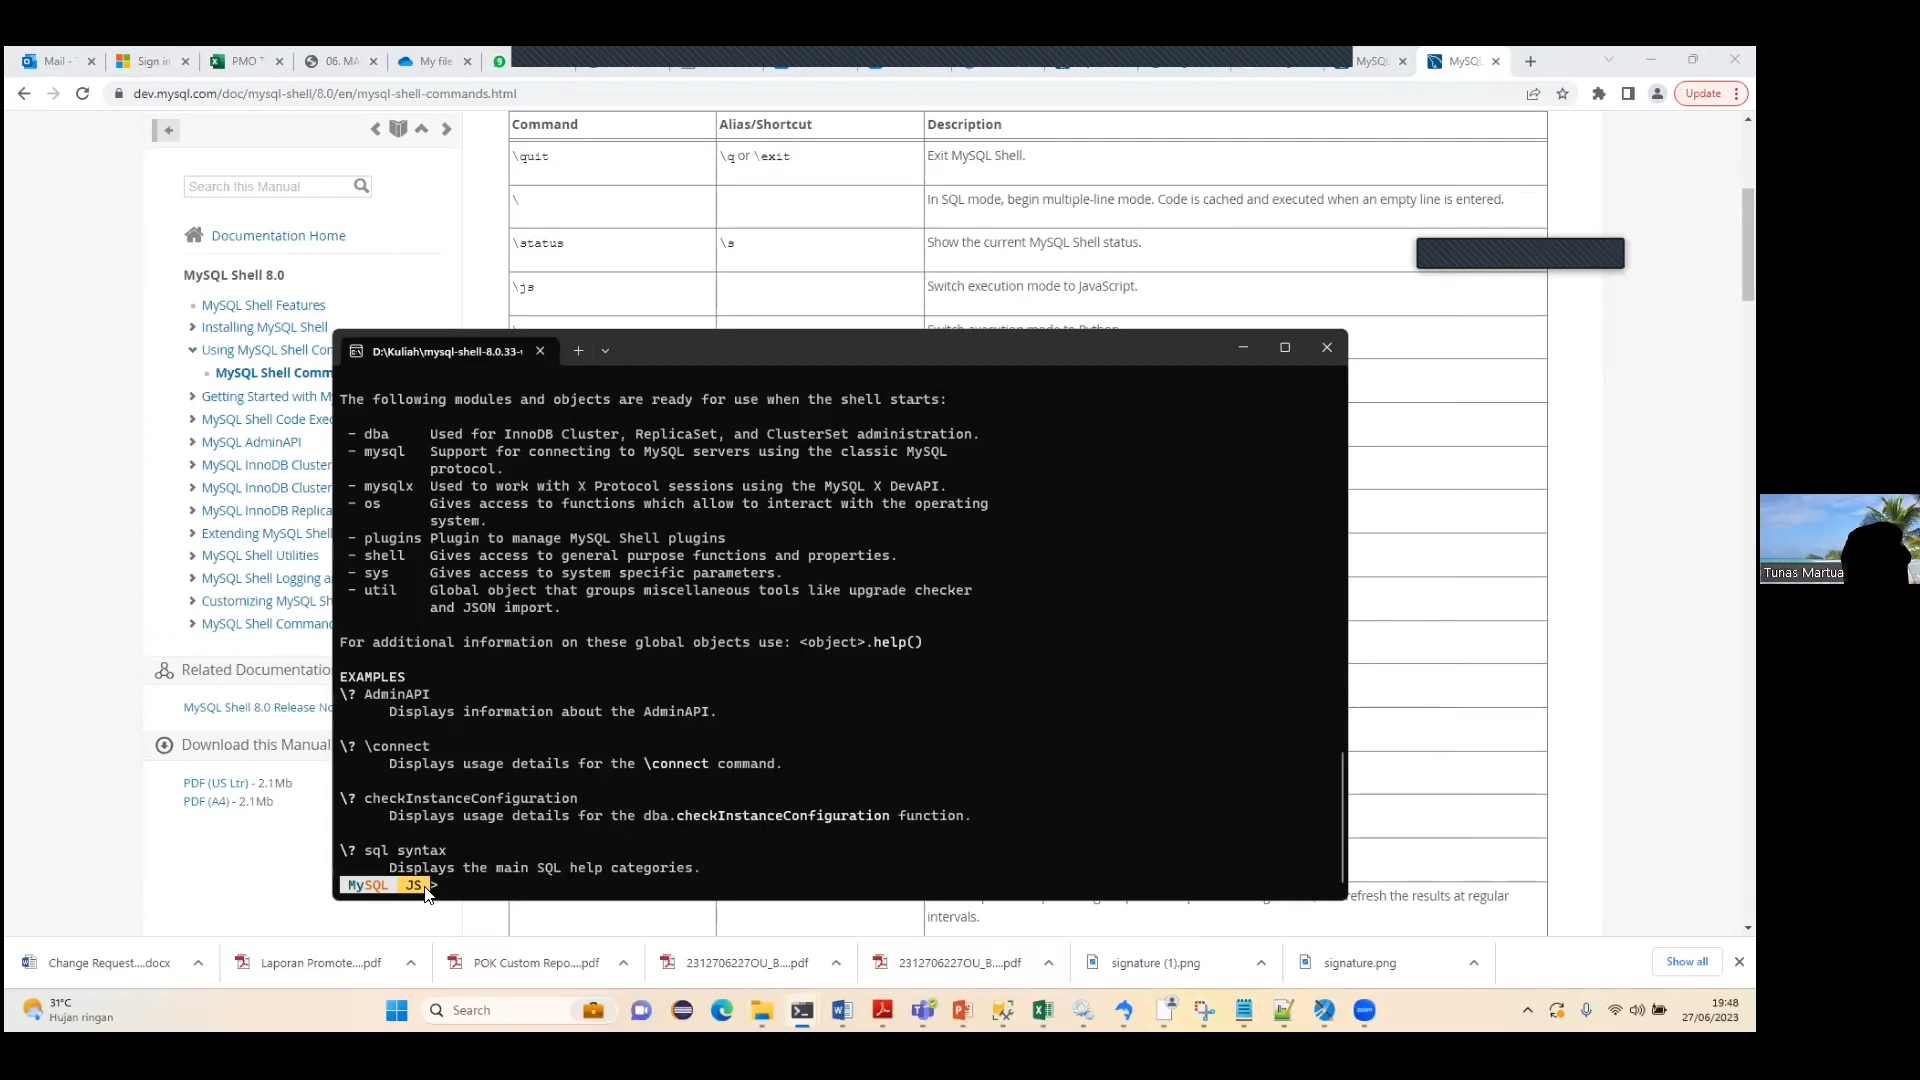 Mail -
Sign in
PMO T
06. MA
My file
9
MySQL
MySQL
dev.mysql.com/doc/mysql-shell/8.0/en/mysql-shell-commands.html
Update
Search this Manual
Documentation Home
MySQL Shell 8.0
MySQL Shell Features
Installing MySQL Shell
Using MySQL Shell Con
MySQL Shell Comm
Getting Started with M
MySQL Shell Code Exec
MySQL AdminAPI
MySQL InnoDB Cluster
MySQL InnoDB Cluster
MySQL InnoDB Replica
Extending MySQL Shell
MySQL Shell Utilities
MySQL Shell Logging a
Customizing MySQL Sh
MySQL Shell Command
Related Documentatio
MySQL Shell 8.0 Release No
Download this Manual
PDF (US Ltr) - 2.1Mb
PDF (A4) - 2.1Mb
Command Alias/Shortcut Description
\quit \q or \exit Exit MySQL Shell.
\ In SQL mode, begin multiple-line mode. Code is cached and executed when an empty line is entered.
\status \s Show the current MySQL Shell status.
\js Switch execution mode to JavaScript.
Switch execution mode to Python.
D:\Kuliah\mysql-shell-8.0.33-
The following modules and objects are ready for use when the shell starts:
- dba Used for InnoDB Cluster, ReplicaSet, and ClusterSet administration.
- mysql Support for connecting to MySQL servers using the classic MySQL
protocol.
- mysqlx Used to work with X Protocol sessions using the MySQL X DevAPI.
- os Gives access to functions which allow to interact with the operating
system.
- plugins Plugin to manage MySQL Shell plugins
- shell Gives access to general purpose functions and properties.
- sys Gives access to system specific parameters.
- util Global object that groups miscellaneous tools like upgrade checker
and JSON import.
For additional information on these global objects use: <object>.help()
EXAMPLES
\? AdminAPI
Displays information about the AdminAPI.
\? \connect
Displays usage details for the \connect command.
\? checkInstanceConfiguration
Displays usage details for the dba.checkInstanceConfiguration function.
\? sql syntax
Displays the main SQL help categories.
MySQL JS >
refresh the results at regular
intervals.
Tunas Martua
Change Request....docx
Laporan Promote....pdf
POK Custom Repo....pdf
2312706227OU_B....pdf
2312706227OU_B....pdf
signature (1).png
signature.png
Show all
31°C
Hujan ringan
Search
zoom
19:48
27/06/2023